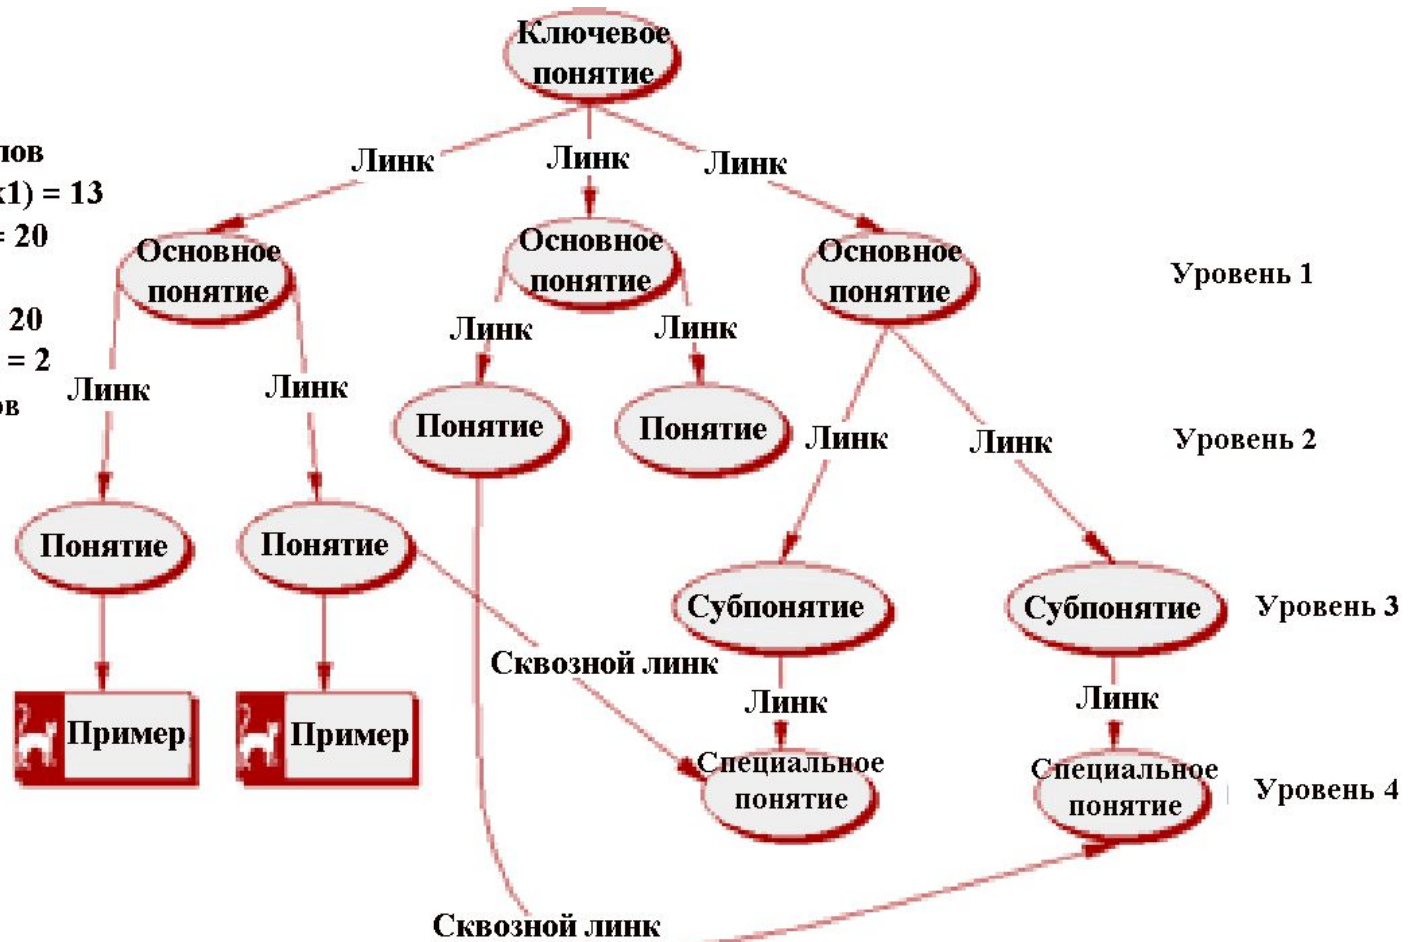 Ключевое
понятие
Линк
Линк
Линк
= 13
= 20
20
= 2
Основное
понятие
Основное
понятие
Основное
понятие
Уровень 1
Линк
Линк
Линк
Линк
Понятие
Понятие
Линк
Линк
Уровень 2
Понятие
Понятие
Субпонятие
Субпонятие
Уровень 3
Сквозной линк
Линк
Линк
Пример
Пример
Специальное
понятие
Специальное
понятие
Уровень 4
Сквозной линк